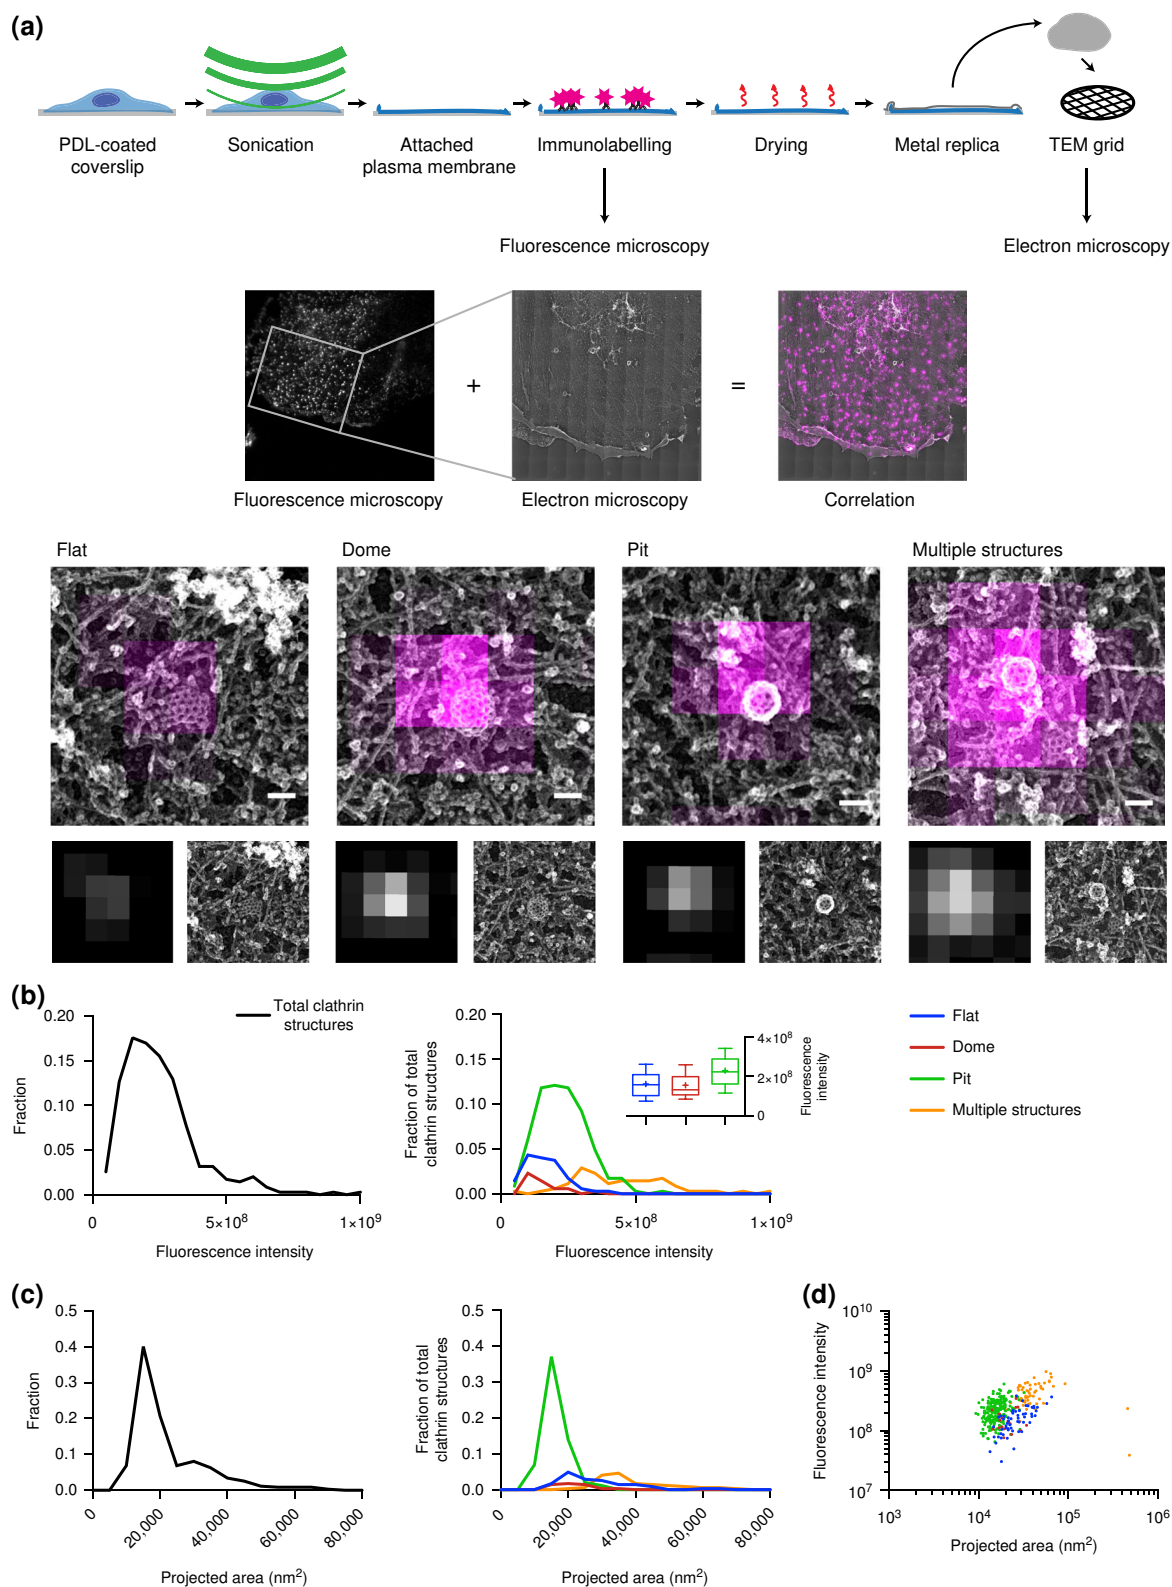 (a)
PDL-coated
coverslip
Sonication
Attached
plasma membrane
Immunolabelling
Drying
Metal replica
TEM grid
Fluorescence microscopy
Electron microscopy
+
=
Fluorescence microscopy
Electron microscopy
Correlation
Flat
Dome
Pit
Multiple structures
(b)
Total clathrin
structures
0.20
0.15
0.10
0.05
0.00
Fraction
0
5×10⁸
1×10⁹
Fluorescence intensity
0.20
0.15
0.10
0.05
0.00
Fraction of total
clathrin structures
4×10⁸
2×10⁸
0
Fluorescence
intensity
0
5×10⁸
1×10⁹
Fluorescence intensity
Flat
Dome
Pit
Multiple structures
(c)
0.5
0.4
0.3
0.2
0.1
0.0
Fraction
0
20,000
40,000
60,000
80,000
Projected area (nm²)
0.5
0.4
0.3
0.2
0.1
0.0
Fraction of total
clathrin structures
0
20,000
40,000
60,000
80,000
Projected area (nm²)
(d)
10¹⁰
10⁹
10⁸
10⁷
Fluorescence intensity
10³
10⁴
10⁵
10⁶
Projected area (nm²)